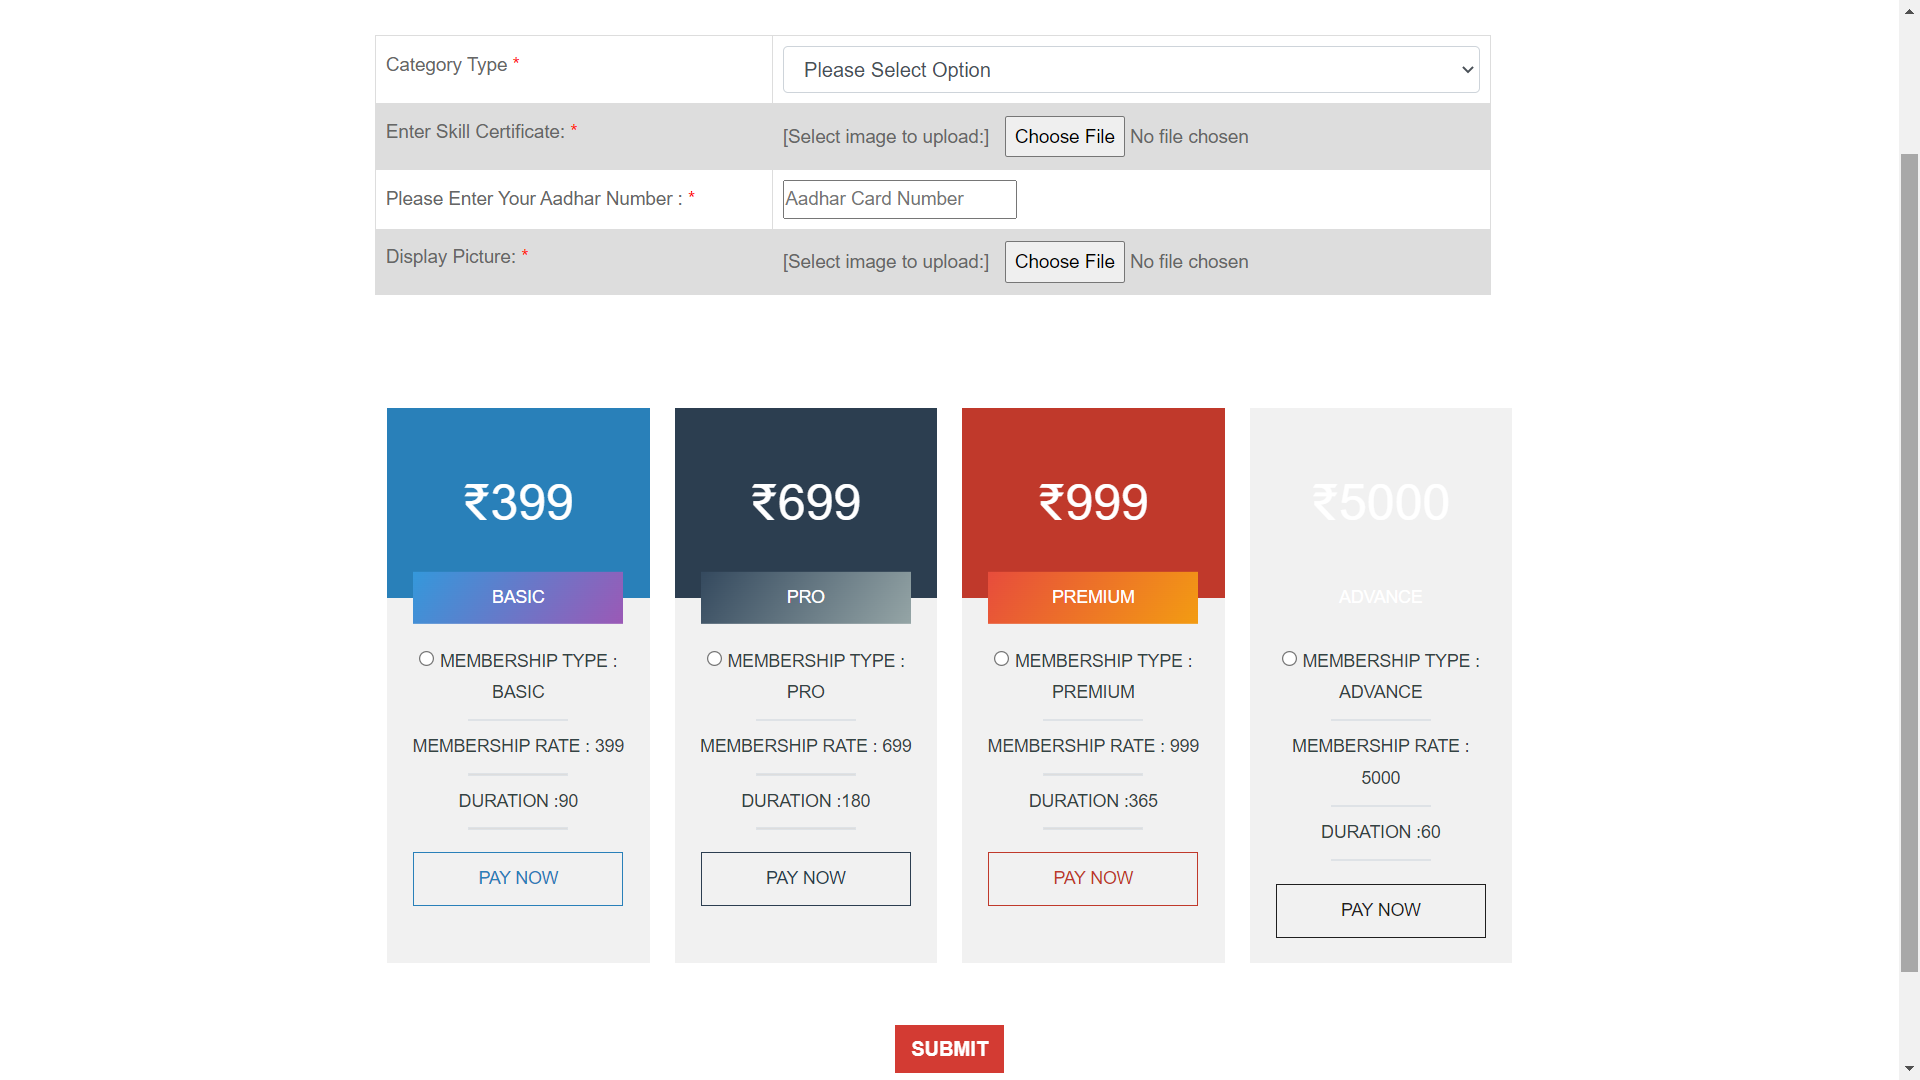 Category Type *
Please Select Option
Enter Skill Certificate: *
[Select image to upload:] Choose File No file chosen
Please Enter Your Aadhar Number : *
Aadhar Card Number
Display Picture: *
[Select image to upload:] Choose File No file chosen
₹399
BASIC
MEMBERSHIP TYPE :
BASIC
MEMBERSHIP RATE : 399
DURATION :90
PAY NOW
₹699
PRO
MEMBERSHIP TYPE :
PRO
MEMBERSHIP RATE : 699
DURATION :180
PAY NOW
₹999
PREMIUM
MEMBERSHIP TYPE :
PREMIUM
MEMBERSHIP RATE : 999
DURATION :365
PAY NOW
₹5000
ADVANCE
MEMBERSHIP TYPE :
ADVANCE
MEMBERSHIP RATE :
5000
DURATION :60
PAY NOW
SUBMIT